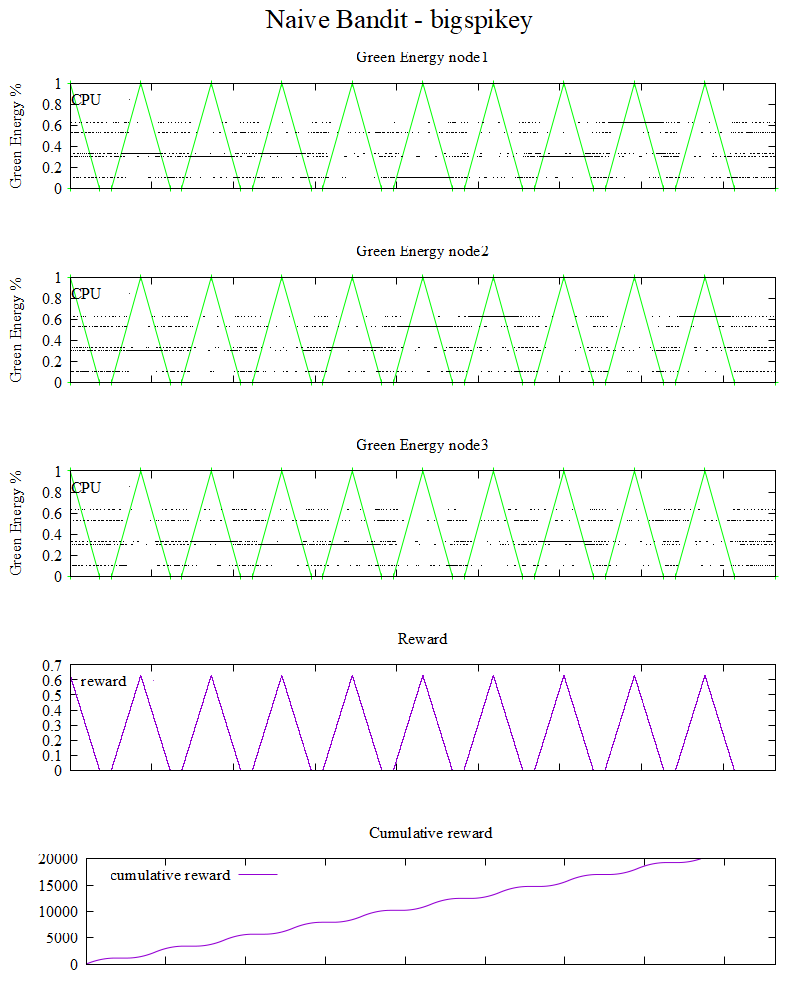 Naive Bandit - bigspikey
Green Energy node1
Green Energy %
1
CPU
0.8
0.6
0.4
0.2
0
Green Energy node2
Green Energy %
1
CPU
0.8
0.6
0.4
0.2
0
Green Energy node3
Green Energy %
1
CPU
0.8
0.6
0.4
0.2
0
Reward
0.7
0.6 reward
0.5
0.4
0.3
0.2
0.1
0
Cumulative reward
20000
cumulative reward
15000
10000
5000
0